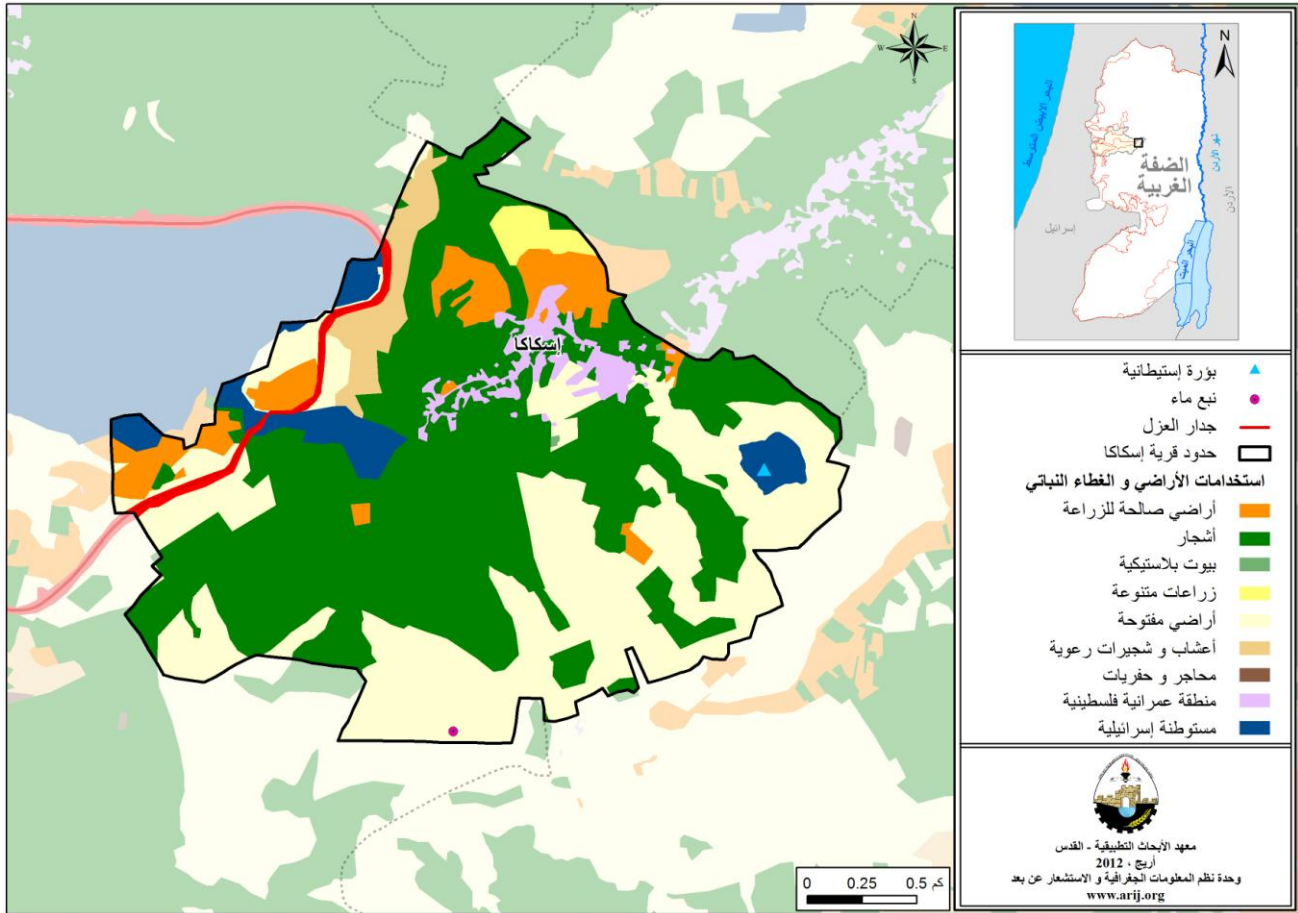 إسكاكا
N
W
E
S
0 0.25 0.5 كم
N
البحر الابيض المتوسط
نهر الأردن
الضفة
الغربية
الأردن
إسرائيل
البحر الميت
بؤرة إستيطانية
نبع ماء
جدار العزل
حدود قرية إسكاكا
استخدامات الأراضي و الغطاء النباتي
أراضي صالحة للزراعة
أشجار
بيوت بلاستيكية
زراعات متنوعة
أراضي مفتوحة
أعشاب و شجيرات رعوية
محاجر و حفريات
منطقة عمرانية فلسطينية
مستوطنة إسرائيلية
معهد الأبحاث التطبيقية - القدس
أريج ، 2012
وحدة نظم المعلومات الجغرافية و الاستشعار عن بعد
www.arij.org